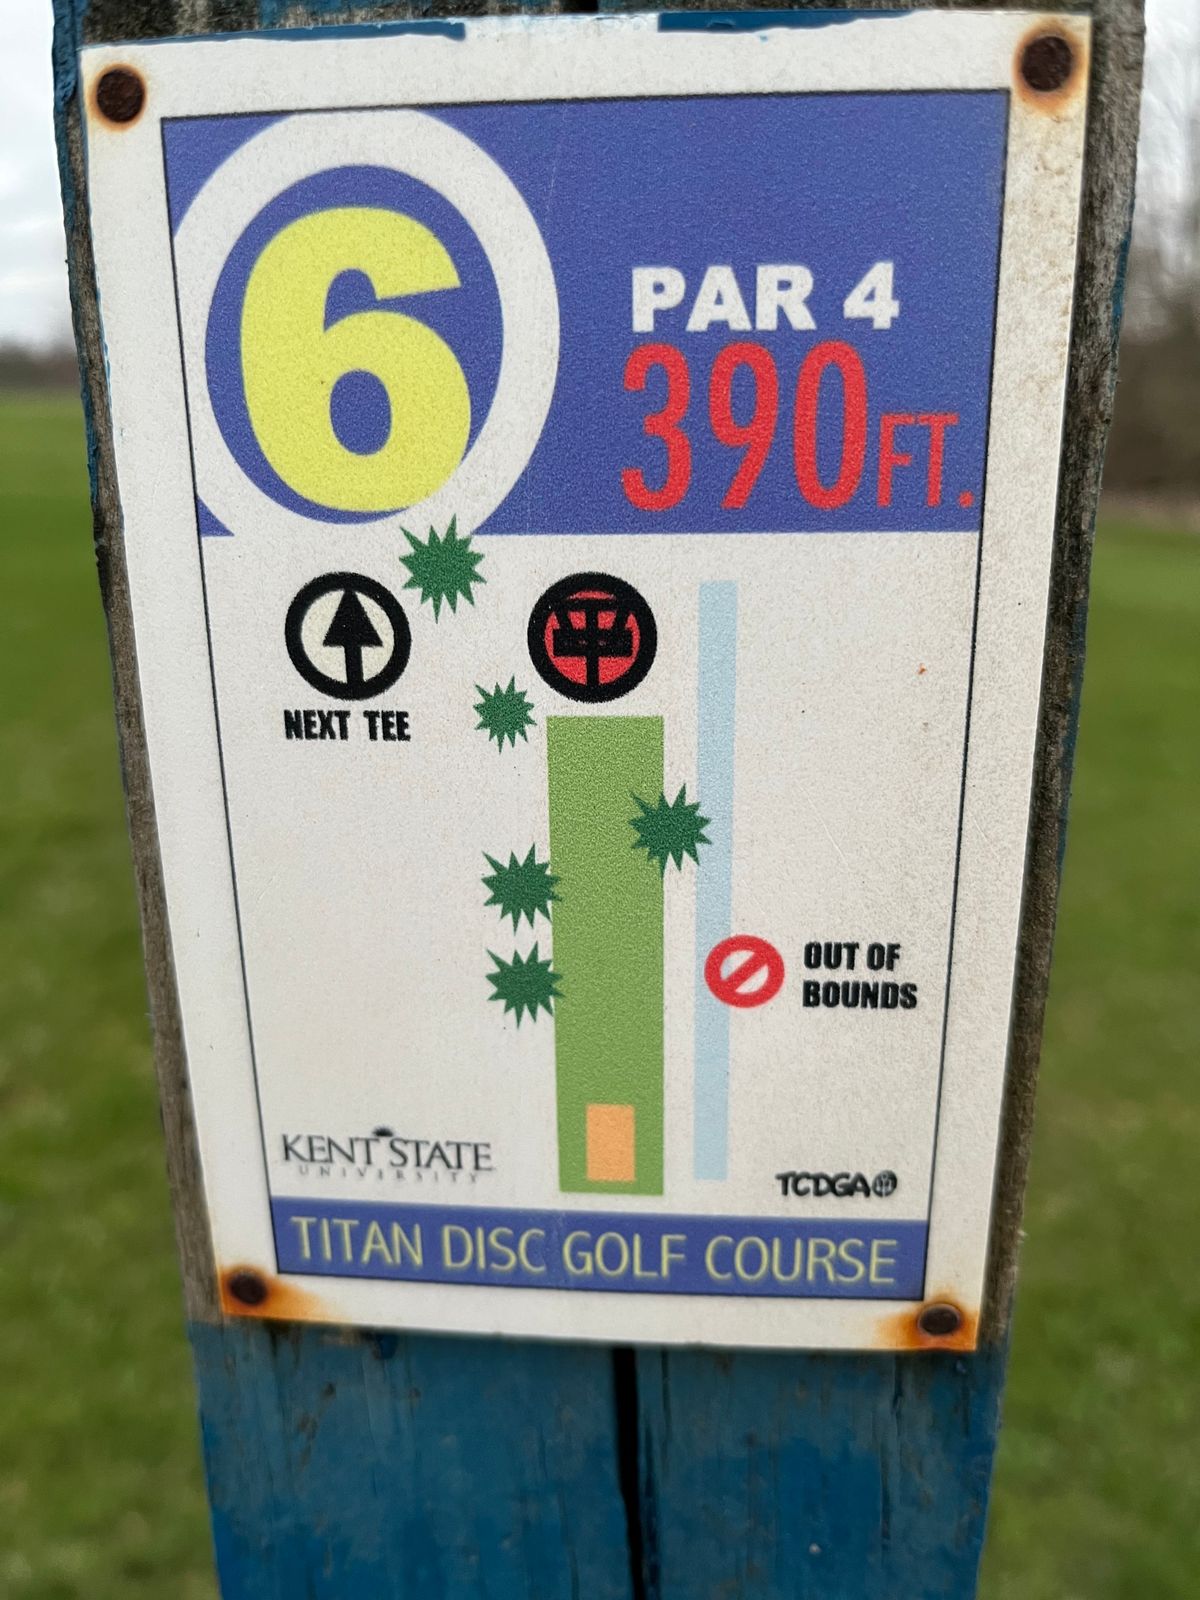 6
PAR 4
390FT.
NEXT TEE
OUT OF
BOUNDS
KENT STATE
UNIVERSITY
TCDGA
TITAN DISC GOLF COURSE